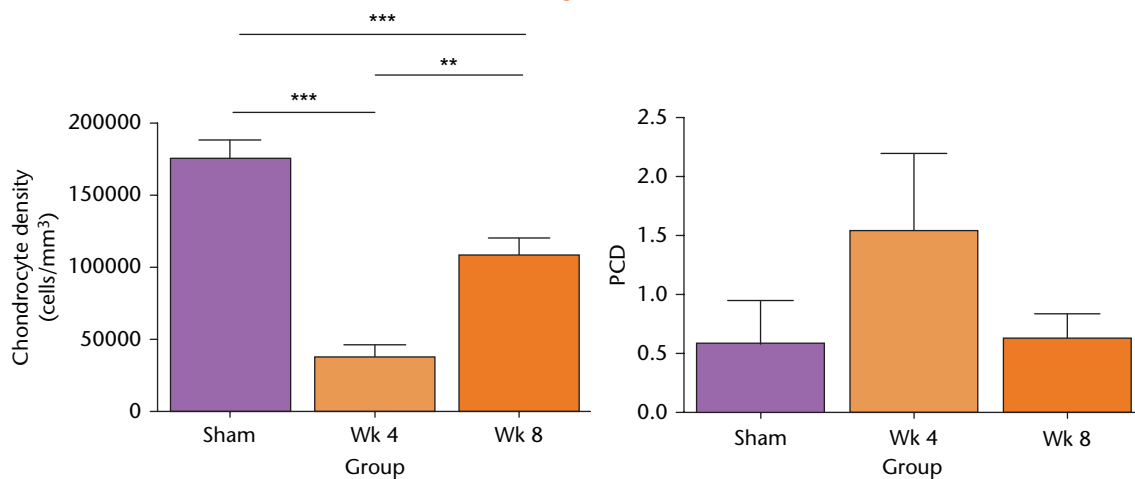 ***
**
***
Chondrocyte density
(cells/mm³)
200000
150000
100000
50000
0
Sham
Wk 4
Wk 8
Group
PCD
2.5
2.0
1.5
1.0
0.5
0.0
Sham
Wk 4
Wk 8
Group